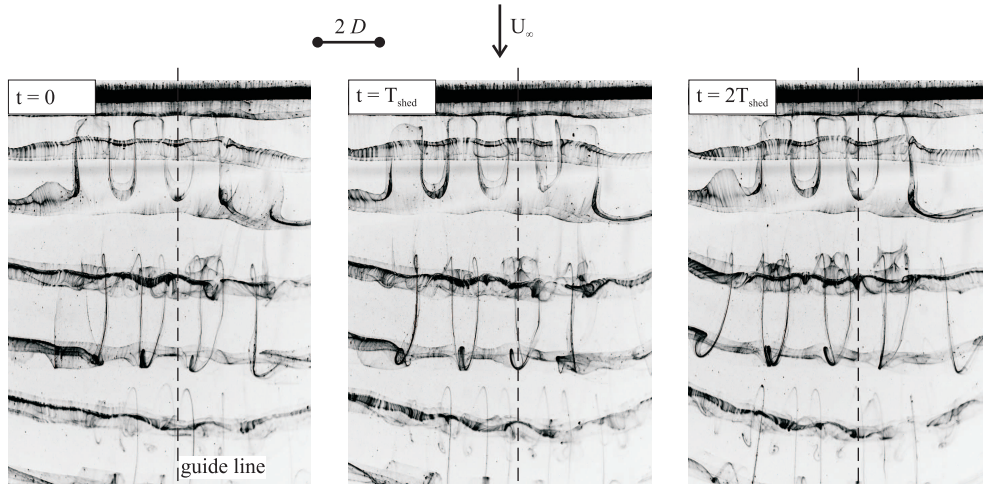 2 D
U∞
t = 0
t = Tshed
t = 2Tshed
guide line